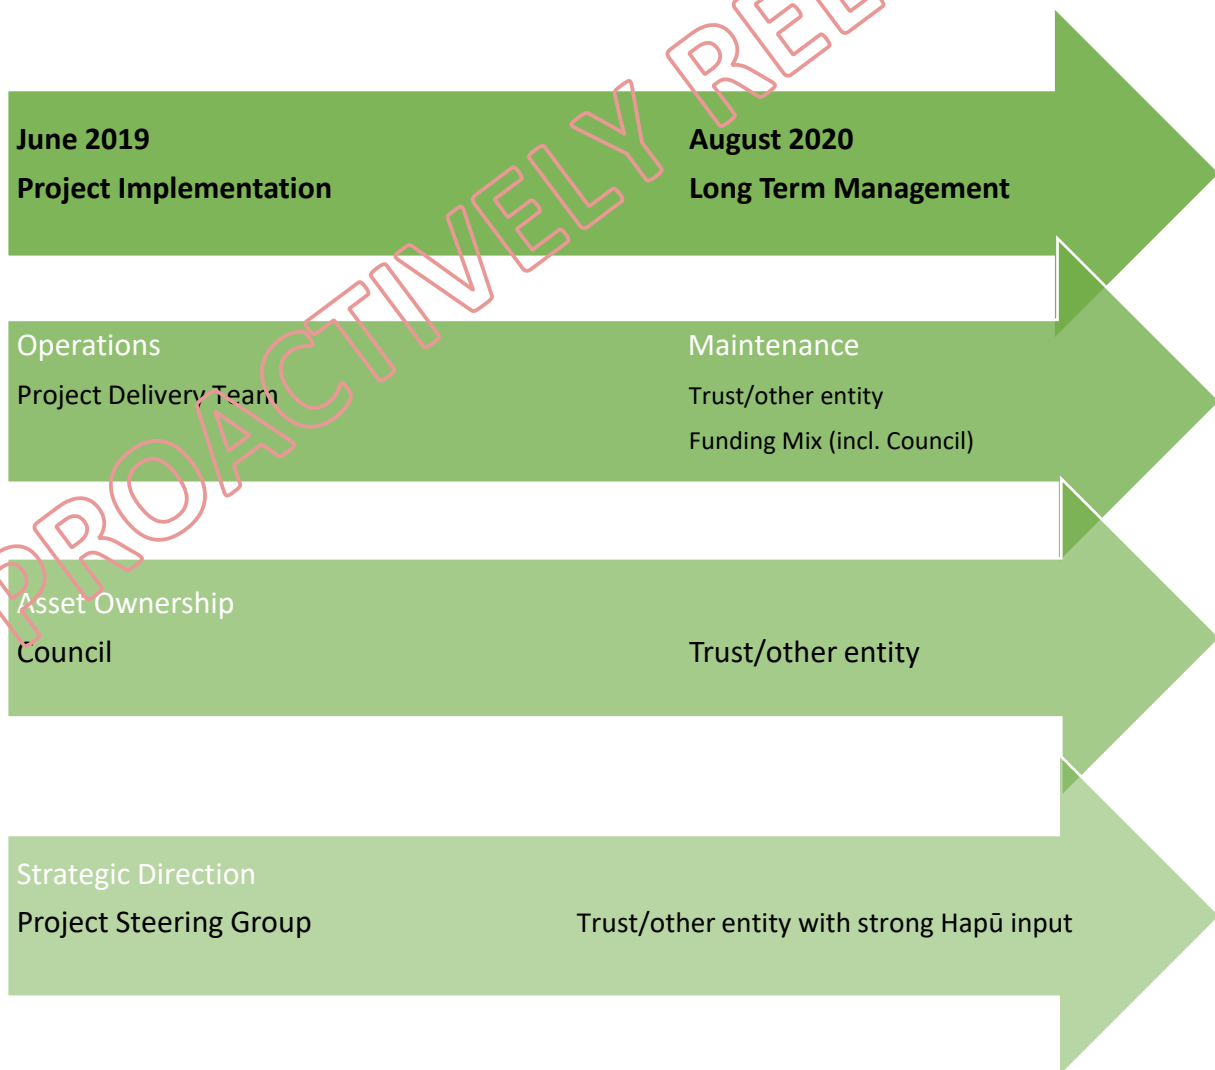 June 2019
August 2020
Project Implementation
Long Term Management
Operations
Maintenance
Project Delivery Team
Trust/other entity
Funding Mix (incl. Council)
Asset Ownership
Council
Trust/other entity
Strategic Direction
Project Steering Group
Trust/other entity with strong Hapū input
PROACTIVELY